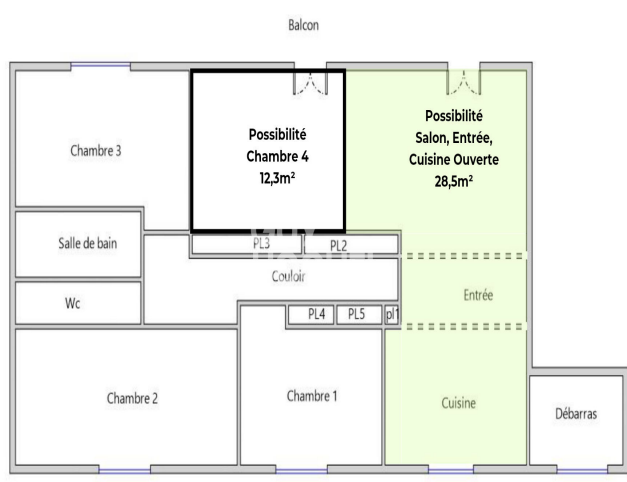 Balcon
Possibilité
Chambre 4
12,3m²
Possibilité
Salon, Entrée,
Cuisine Ouverte
28,5m²
Chambre 3
Salle de bain
PL3
PL2
Couloir
Wc
Entrée
PL4
PL5
pl1
Chambre 2
Chambre 1
Cuisine
Débarras